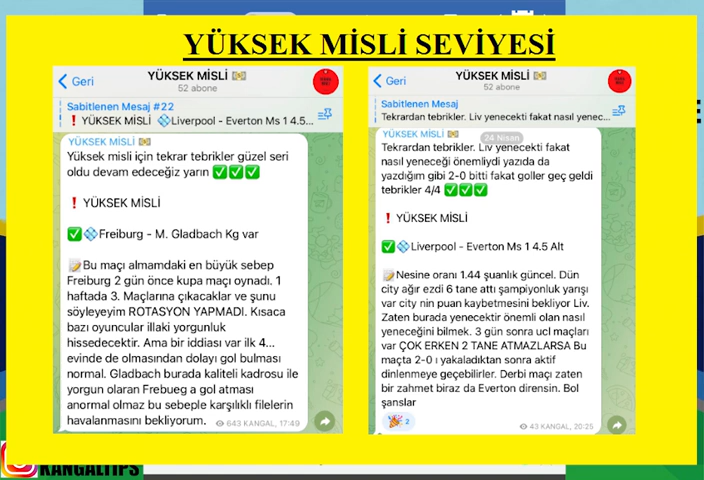 YÜKSEK MİSLİ SEVİYESİ
Geri
YÜKSEK MİSLİ
52 abone
Sabitlenen Mesaj #22
❗ YÜKSEK MİSLİ 💠Liverpool - Everton Ms 1 4.5...
YÜKSEK MİSLİ
Yüksek misli için tekrar tebrikler güzel seri
oldu devam edeceğiz yarın ✅✅✅
❗ YÜKSEK MİSLİ
✅💠Freiburg - M. Gladbach Kg var
📝Bu maçı almamdaki en büyük sebep
Freiburg 2 gün önce kupa maçı oynadı. 1
haftada 3. Maçlarına çıkacaklar ve şunu
söyleyeyim ROTASYON YAPMADI. Kısaca
bazı oyuncular illaki yorgunluk
hissedecektir. Ama bir iddiası var ilk 4...
evinde de olmasından dolayı gol bulması
normal. Gladbach burada kaliteli kadrosu ile
yorgun olaran Frebueg a gol atması
anormal olmaz bu sebeple karşılıklı filelerin
havalanmasını bekliyorum.
643 KANGAL, 17:49
Geri
YÜKSEK MİSLİ
52 abone
Sabitlenen Mesaj
Tekrardan tebrikler. Liv yenecekti fakat nasıl yenec...
YÜKSEK MİSLİ
24 Nisan
Tekrardan tebrikler. Liv yenecekti fakat
nasıl yeneceği önemliydi yazıda da
yazdığım gibi 2-0 bitti fakat goller geç geldi
tebrikler 4/4 ✅✅✅
❗ YÜKSEK MİSLİ
✅💠Liverpool - Everton Ms 1 4.5 Alt
📝Nesine oranı 1.44 şuanlık güncel. Dün
city ağır ezdi 6 tane attı şampiyonluk yarışı
var city nin puan kaybetmesini bekliyor Liv.
Zaten burada yenecektir önemli olan nasıl
yeneceğini bilmek. 3 gün sonra ucl maçları
var ÇOK ERKEN 2 TANE ATMAZLARSA Bu
maçta 2-0 ı yakaladıktan sonra aktif
dinlenmeye geçebilirler. Derbi maçı zaten
bir zahmet biraz da Everton dirensin. Bol
şanslar
🎉 2
43 KANGAL, 20:25
KANGALTIPS